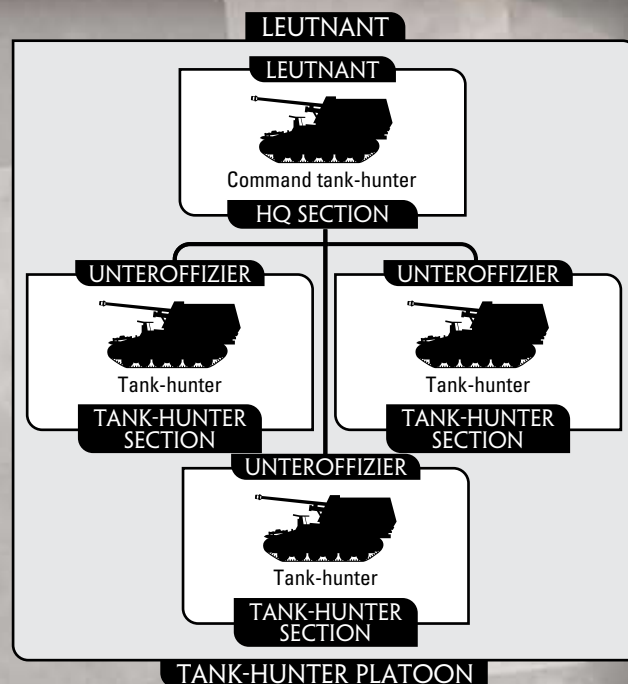 LEUTNANT
LEUTNANT
Command tank-hunter
HQ SECTION
UNTEROFFIZIER
Tank-hunter
TANK-HUNTER
SECTION
UNTEROFFIZIER
Tank-hunter
TANK-HUNTER
SECTION
UNTEROFFIZIER
Tank-hunter
TANK-HUNTER
SECTION
TANK-HUNTER PLATOON